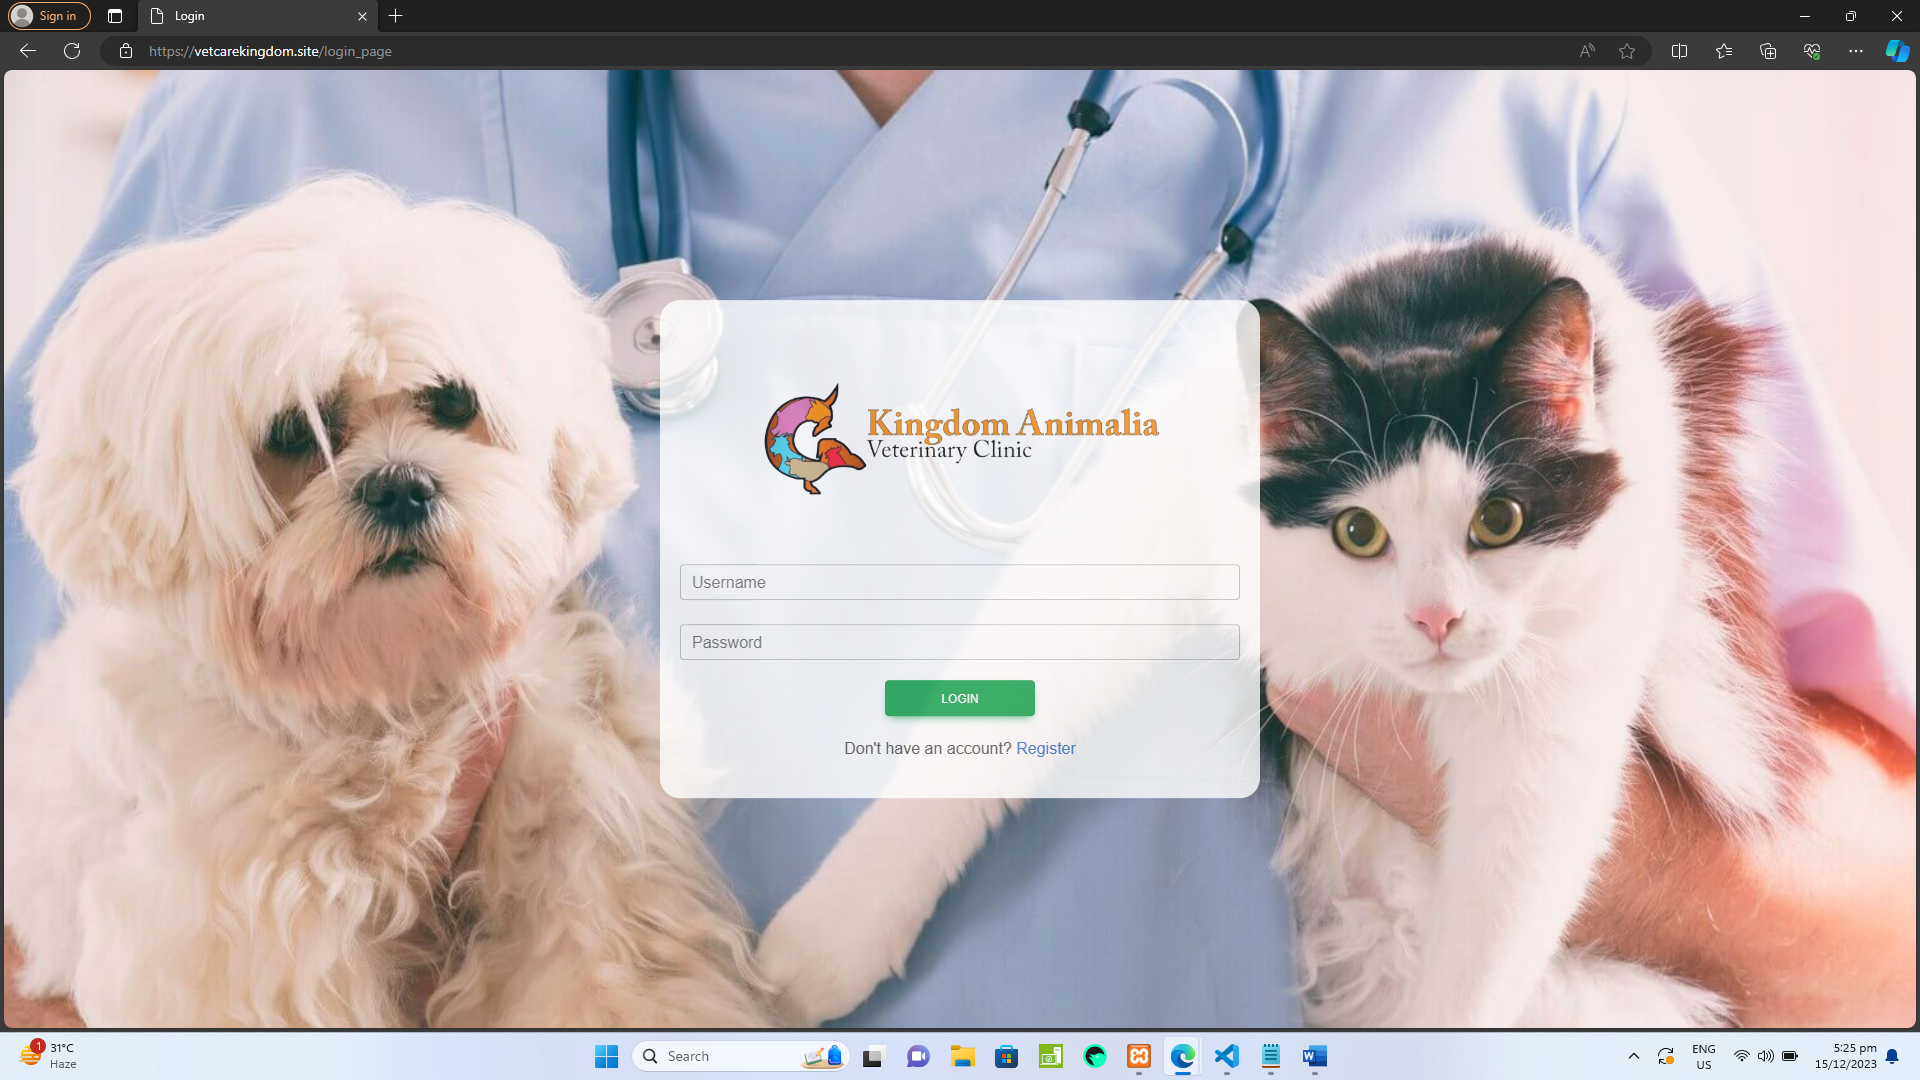 Sign in
Login
https://vetcarekingdom.site/login_page
Kingdom Animalia
Veterinary Clinic
Username
Password
LOGIN
Don't have an account? Register
1
31°C
Haze
Search
ENG
US
5:25 pm
15/12/2023